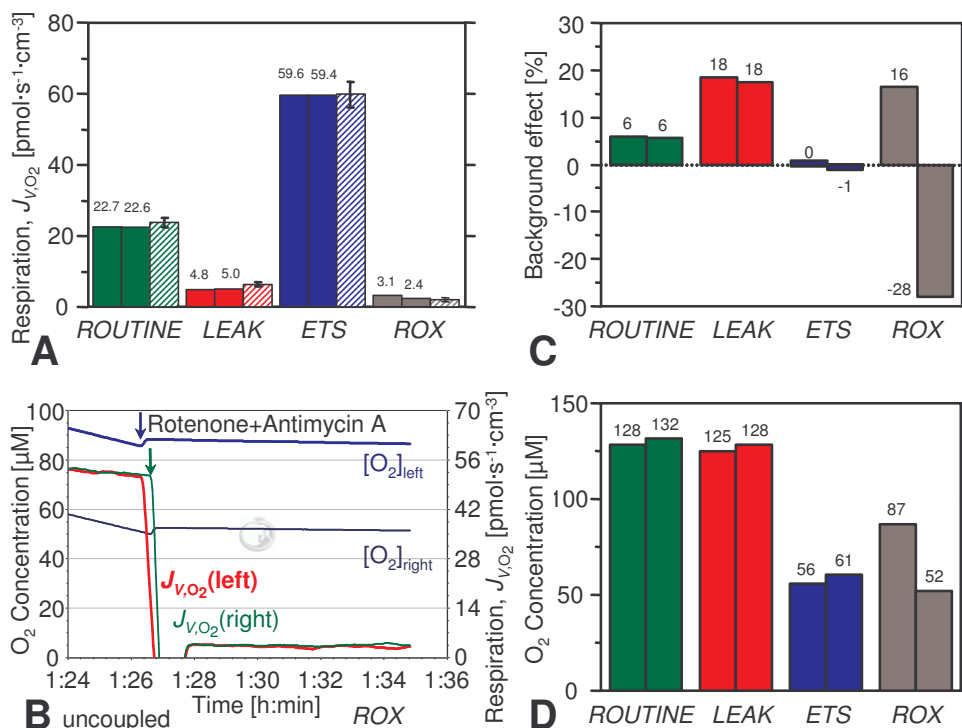 Respiration, J_V,O₂ [pmol·s⁻¹·cm⁻³]
80
60
40
20
0
22.7 22.6
4.8 5.0
59.6 59.4
3.1 2.4
ROUTINE LEAK ETS ROX
A
Background effect [%]
30
20
10
0
-10
-20
-30
6 6
18 18
0
-1
16
-28
ROUTINE LEAK ETS ROX
C
O₂ Concentration [µM]
100
80
60
40
20
0
Rotenone+Antimycin A
[O₂]left
[O₂]right
J_V,O₂(left)
J_V,O₂(right)
70
56
42
28
14
0
Respiration, J_V,O₂ [pmol·s⁻¹·cm⁻³]
1:24 1:26 1:28 1:30 1:32 1:34 1:36
Time [h:min]
B uncoupled ROX
O₂ Concentration [µM]
150
100
50
0
128 132
125 128
56 61
87
52
D ROUTINE LEAK ETS ROX